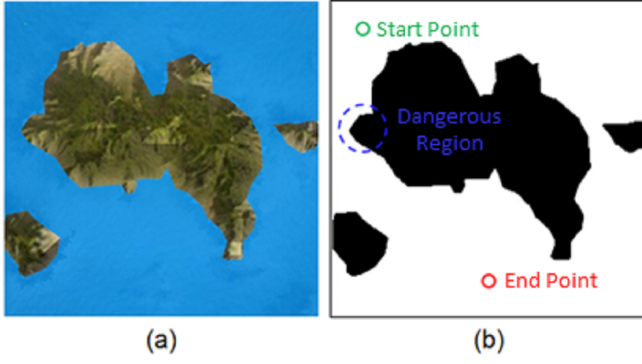 Start Point
Dangerous
Region
End Point
(a)
(b)